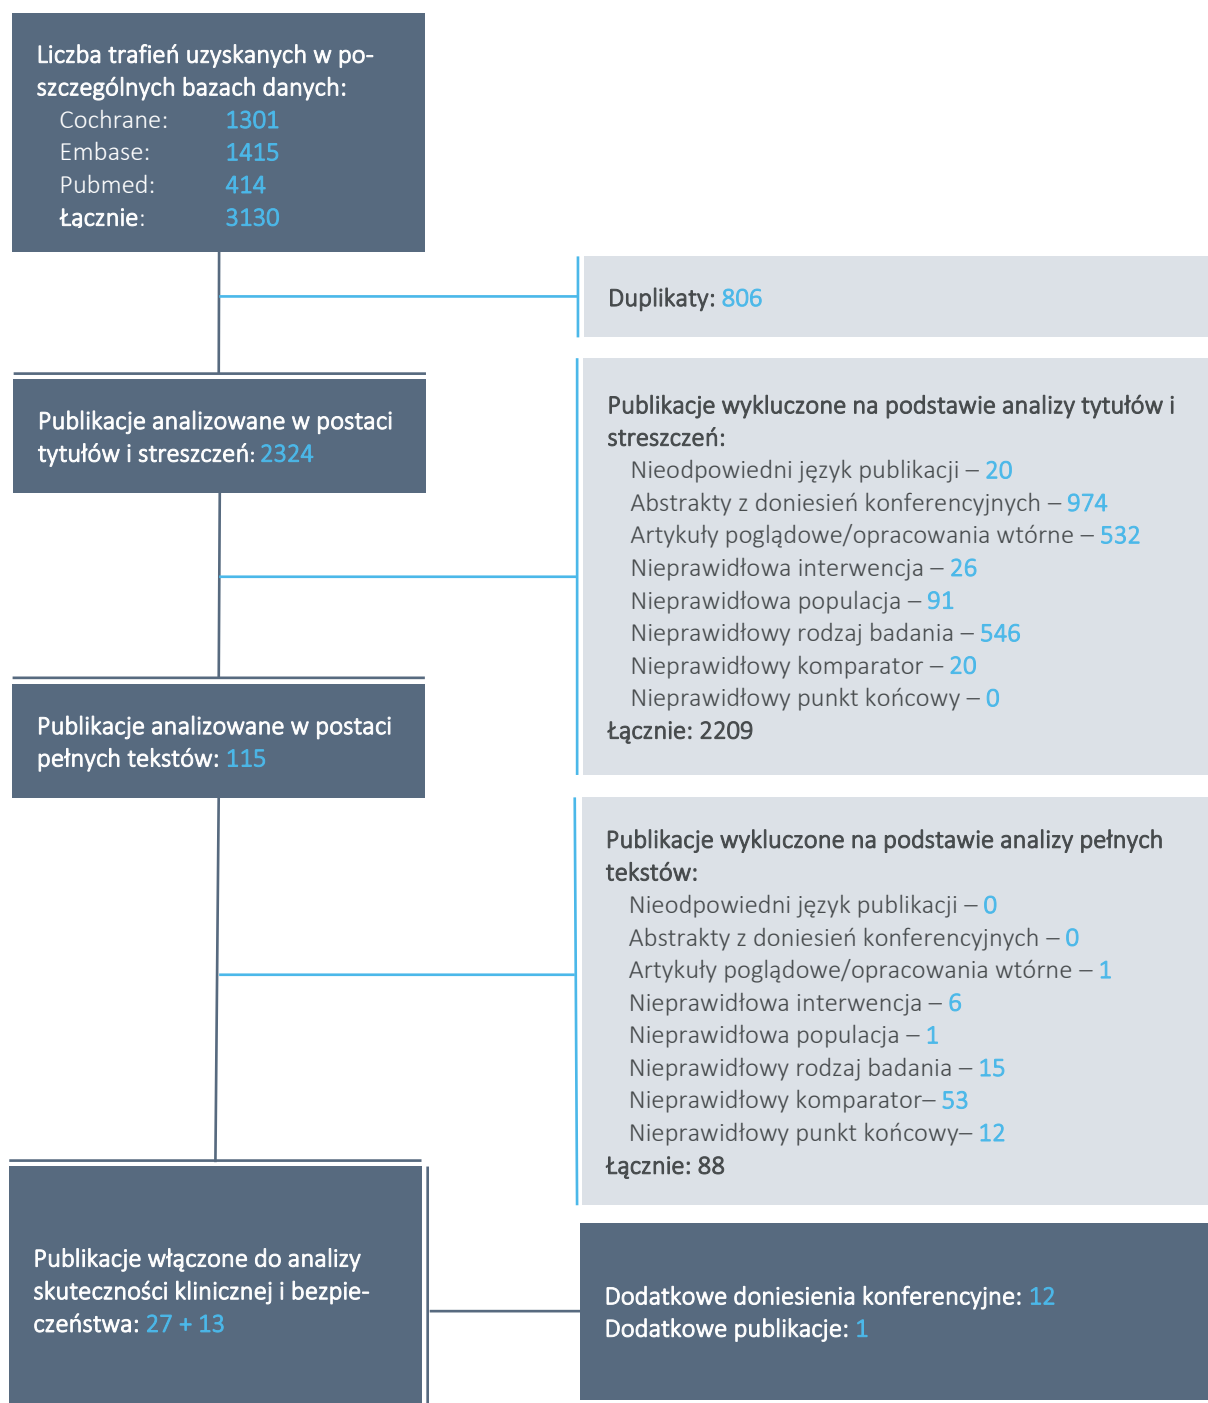 Liczba trafień uzyskanych w po-
szczególnych bazach danych:
Cochrane: 1301
Embase: 1415
Pubmed: 414
Łącznie: 3130
Duplikaty: 806
Publikacje analizowane w postaci
tytułów i streszczeń: 2324
Publikacje wykluczone na podstawie analizy tytułów i
streszczeń:
Nieodpowiedni język publikacji – 20
Abstrakty z doniesień konferencyjnych – 974
Artykuły poglądowe/opracowania wtórne – 532
Nieprawidłowa interwencja – 26
Nieprawidłowa populacja – 91
Nieprawidłowy rodzaj badania – 546
Nieprawidłowy komparator – 20
Nieprawidłowy punkt końcowy – 0
Łącznie: 2209
Publikacje analizowane w postaci
pełnych tekstów: 115
Publikacje wykluczone na podstawie analizy pełnych
tekstów:
Nieodpowiedni język publikacji – 0
Abstrakty z doniesień konferencyjnych – 0
Artykuły poglądowe/opracowania wtórne – 1
Nieprawidłowa interwencja – 6
Nieprawidłowa populacja – 1
Nieprawidłowy rodzaj badania – 15
Nieprawidłowy komparator– 53
Nieprawidłowy punkt końcowy– 12
Łącznie: 88
Publikacje włączone do analizy
skuteczności klinicznej i bezpie-
czeństwa: 27 + 13
Dodatkowe doniesienia konferencyjne: 12
Dodatkowe publikacje: 1